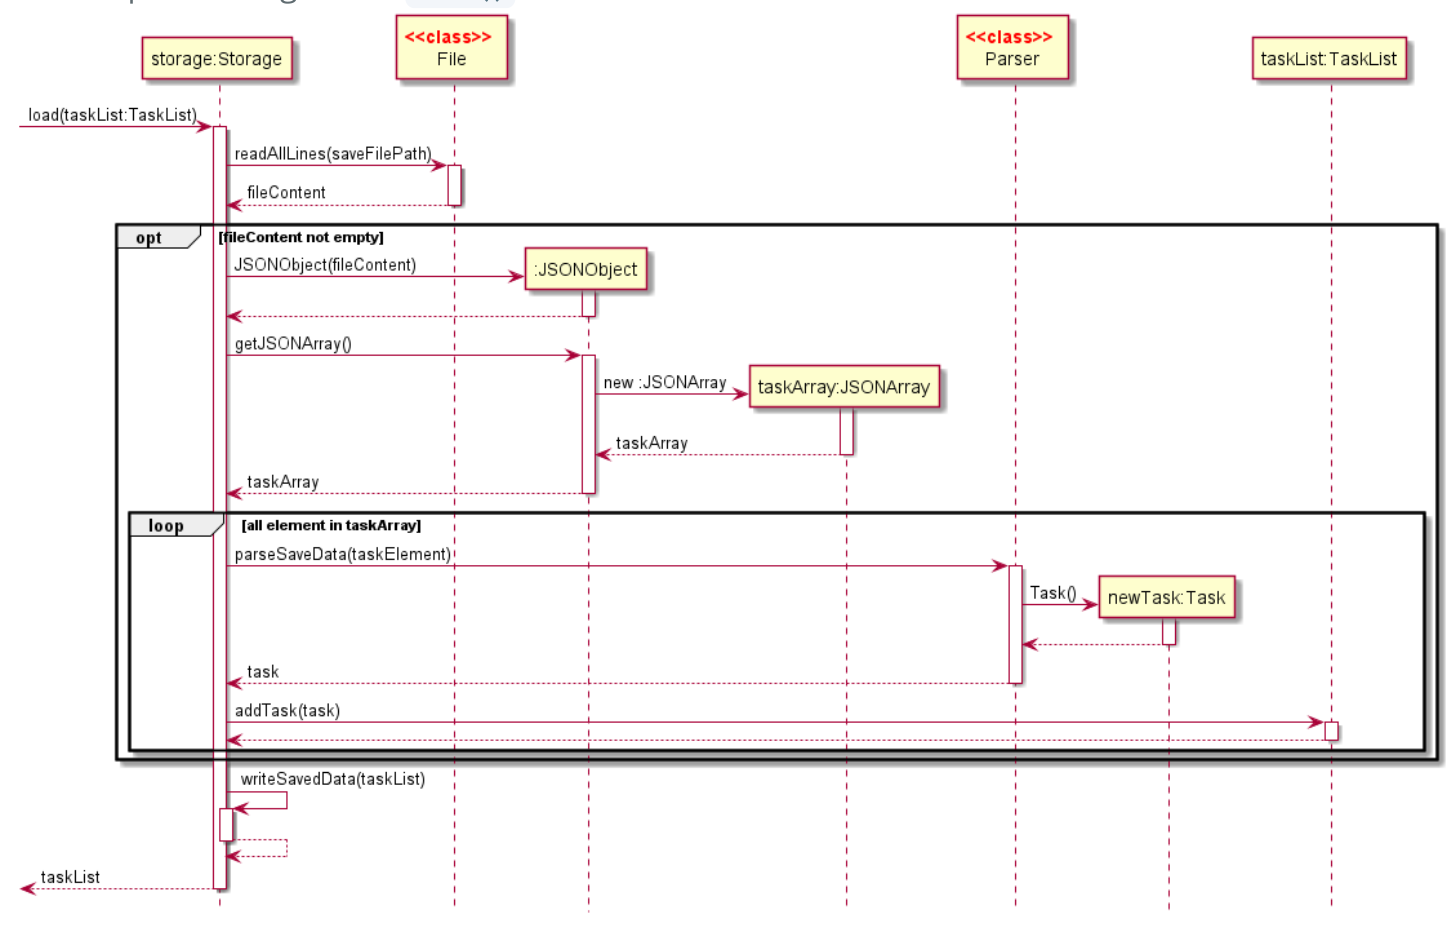 <<class>>
File
<<class>>
Parser
storage:Storage
taskList:TaskList
load(taskList:TaskList)
readAllLines(saveFilePath)
fileContent
opt
[fileContent not empty]
JSONObject(fileContent)
:JSONObject
getJSONArray()
new :JSONArray
taskArray:JSONArray
taskArray
taskArray
loop
[all element in taskArray]
parseSaveData(taskElement)
Task()
newTask:Task
task
addTask(task)
writeSavedData(taskList)
taskList